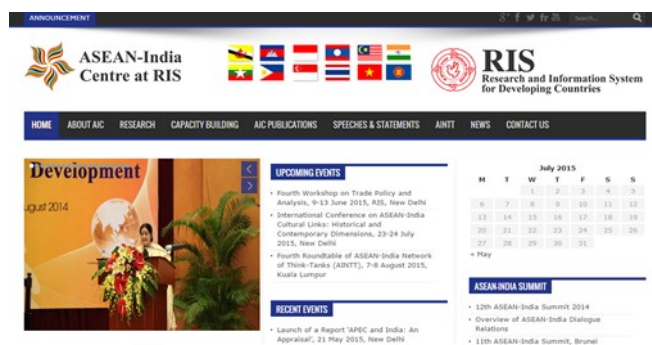 ANNOUNCEMENT
Search...
ASEAN-India
Centre at RIS
RIS
Research and Information System
for Developing Countries
HOME ABOUT AIC RESEARCH CAPACITY BUILDING AIC PUBLICATIONS SPEECHES & STATEMENTS AINTT NEWS CONTACT US
Development
ugust 2014
UPCOMING EVENTS
Fourth Workshop on Trade Policy and
Analysis, 9-13 June 2015, RIS, New Delhi
International Conference on ASEAN-India
Cultural Links: Historical and
Contemporary Dimensions, 23-24 July
2015, New Delhi
Fourth Roundtable of ASEAN-India Network
of Think-Tanks (AINTT), 7-8 August 2015,
Kuala Lumpur
RECENT EVENTS
Launch of a Report 'APEC and India: An
Appraisal', 21 May 2015, New Delhi
July 2015
M T W T F S S
1 2 3 4 5
6 7 8 9 10 11 12
13 14 15 16 17 18 19
20 21 22 23 24 25 26
27 28 29 30 31
« May
ASEAN-INDIA SUMMIT
12th ASEAN-India Summit 2014
Overview of ASEAN-India Dialogue
Relations
11th ASEAN-India Summit, Brunei